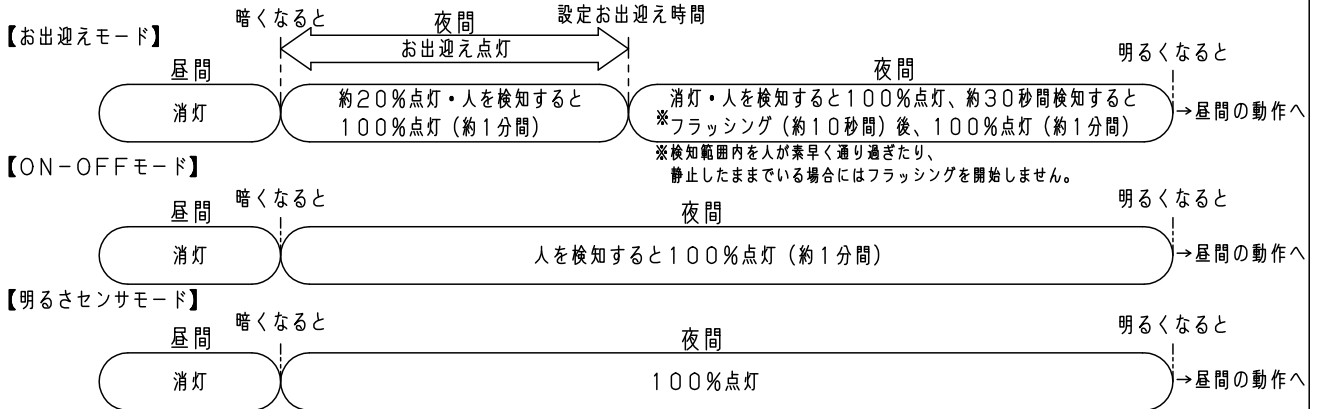 【お出迎えモード】
暗くなると
夜間
設定お出迎え時間
お出迎え点灯
明るくなると
昼間
夜間
消灯
約20%点灯・人を検知すると
100%点灯（約1分間）
消灯・人を検知すると100%点灯、約30秒間検知すると
※フラッシング（約10秒間）後、100%点灯（約1分間）
→昼間の動作へ
※検知範囲内を人が素早く通り過ぎたり、
静止したままでいる場合にはフラッシングを開始しません。
【ON－OFFモード】
昼間
暗くなると
夜間
明るくなると
消灯
人を検知すると100%点灯（約1分間）
→昼間の動作へ
【明るさセンサモード】
昼間
暗くなると
夜間
明るくなると
消灯
100%点灯
→昼間の動作へ